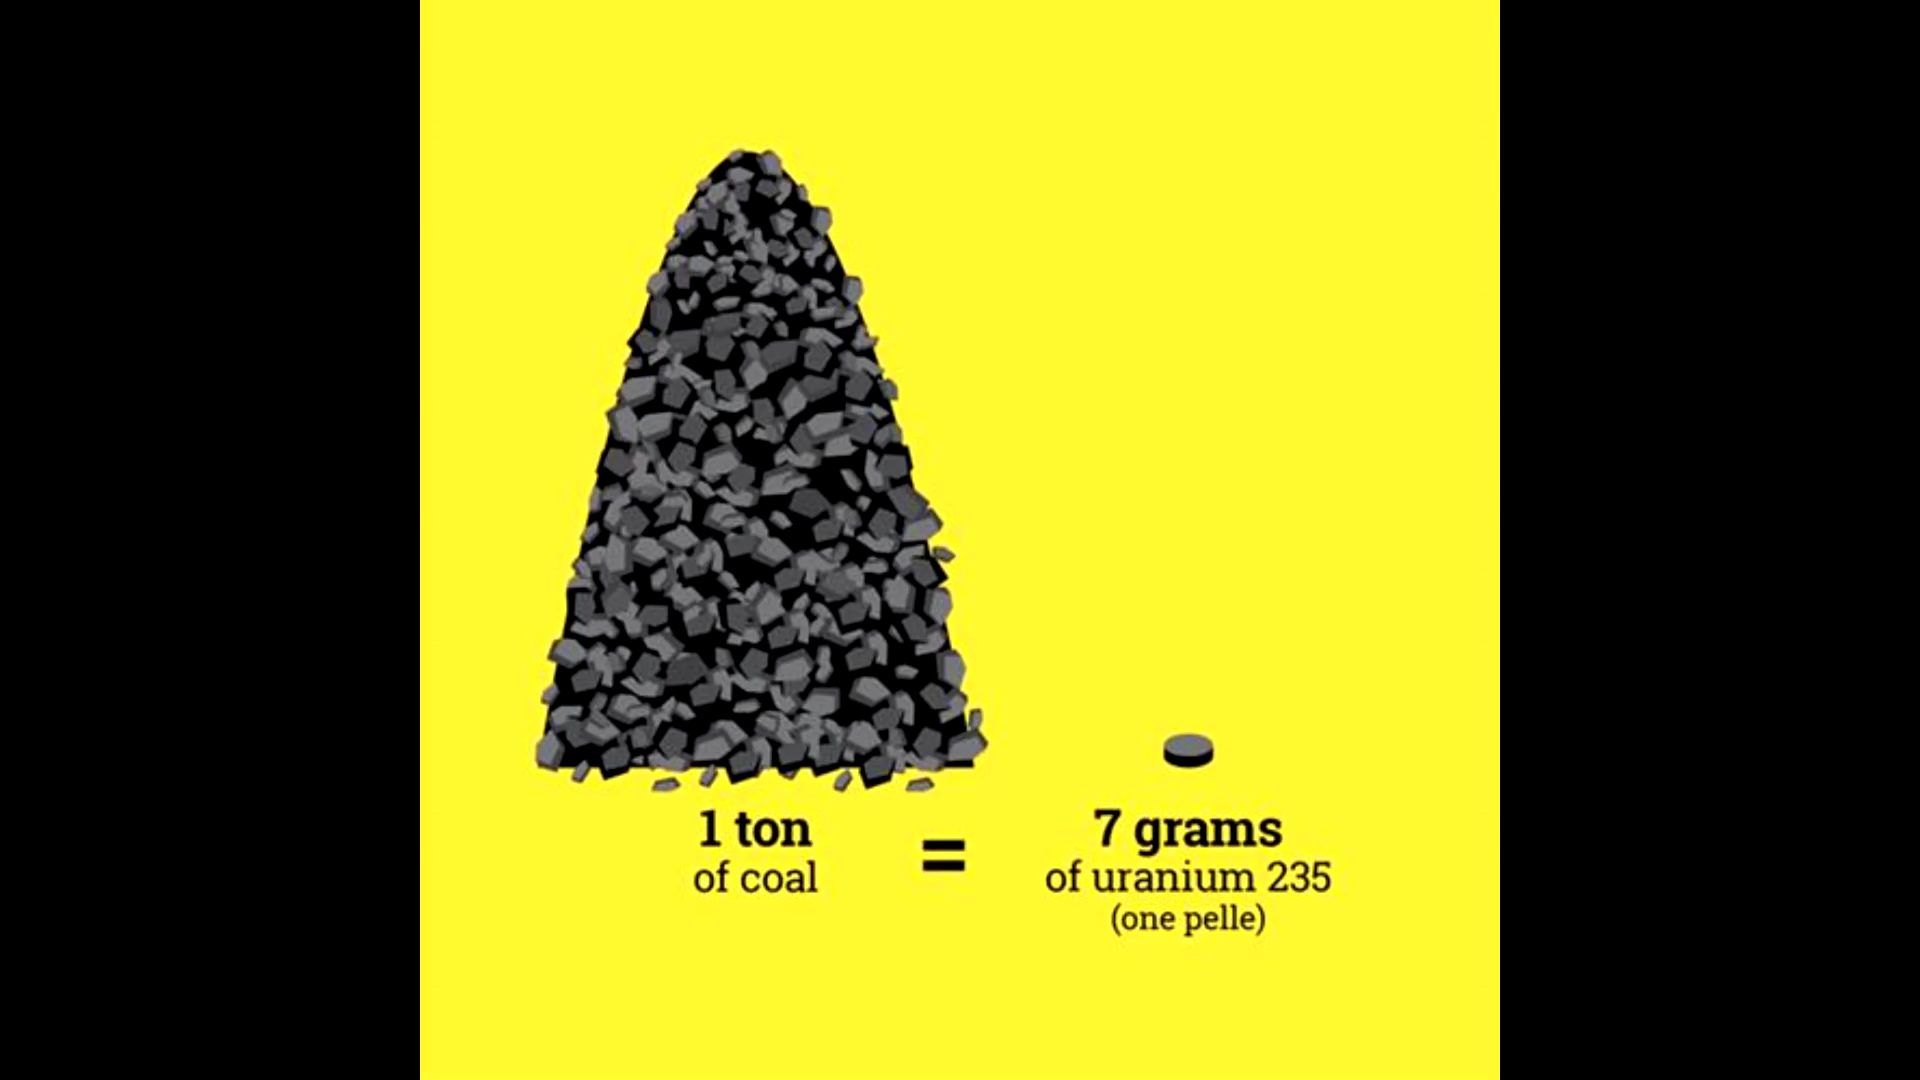 1 ton
of coal
=
7 grams
of uranium 235
(one pelle)